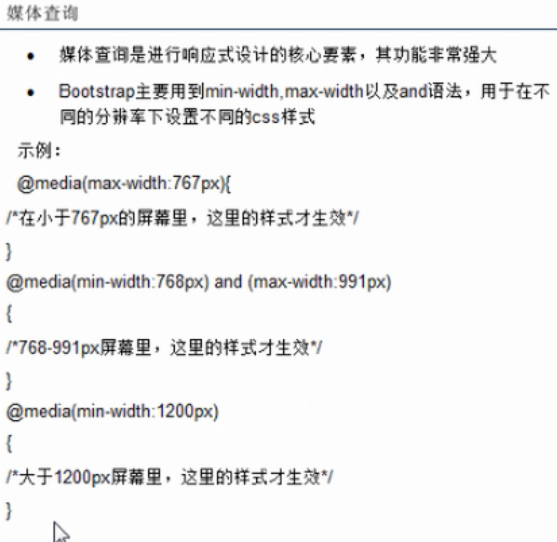 媒体查询
• 媒体查询是进行响应式设计的核心要素，其功能非常强大
• Bootstrap主要用到min-width,max-width以及and语法，用于在不
同的分辨率下设置不同的css样式
示例：
@media(max-width:767px){
/*在小于767px的屏幕里，这里的样式才生效*/
}
@media(min-width:768px) and (max-width:991px)
{
/*768-991px屏幕里，这里的样式才生效*/
}
@media(min-width:1200px)
{
/*大于1200px屏幕里，这里的样式才生效*/
}